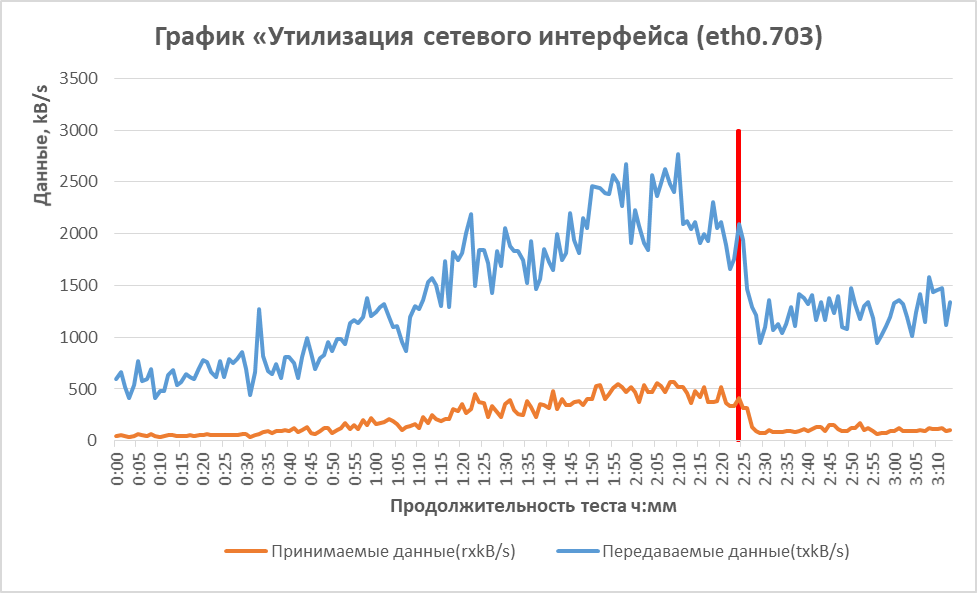 График «Утилизация сетевого интерфейса (eth0.703)
Данные, kB/s
3500
3000
2500
2000
1500
1000
500
0
0:00 0:05 0:10 0:15 0:20 0:25 0:30 0:35 0:40 0:45 0:50 0:55 1:00 1:05 1:10 1:15 1:20 1:25 1:30 1:35 1:40 1:45 1:50 1:55 2:00 2:05 2:10 2:15 2:20 2:25 2:30 2:35 2:40 2:45 2:50 2:55 3:00 3:05 3:10
Продолжительность теста ч:мм
Принимаемые данные(rxkB/s) Передаваемые данные(txkB/s)